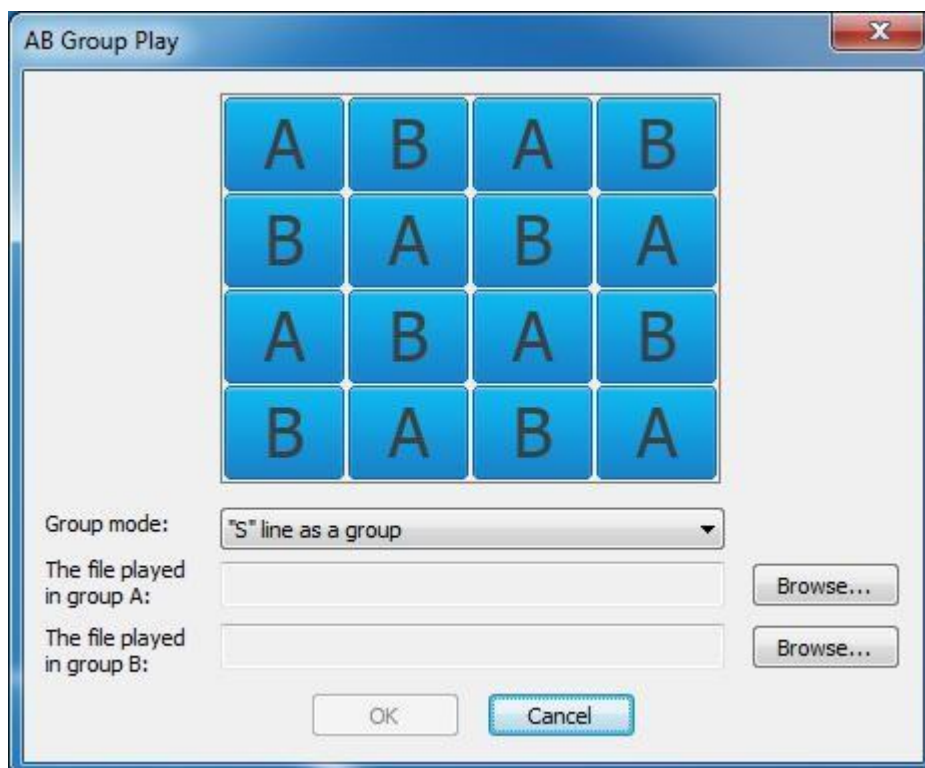 AB Group Play
A B A B
B A B A
A B A B
B A B A
Group mode:
"S" line as a group
The file played
in group A:
Browse...
The file played
in group B:
Browse...
OK
Cancel